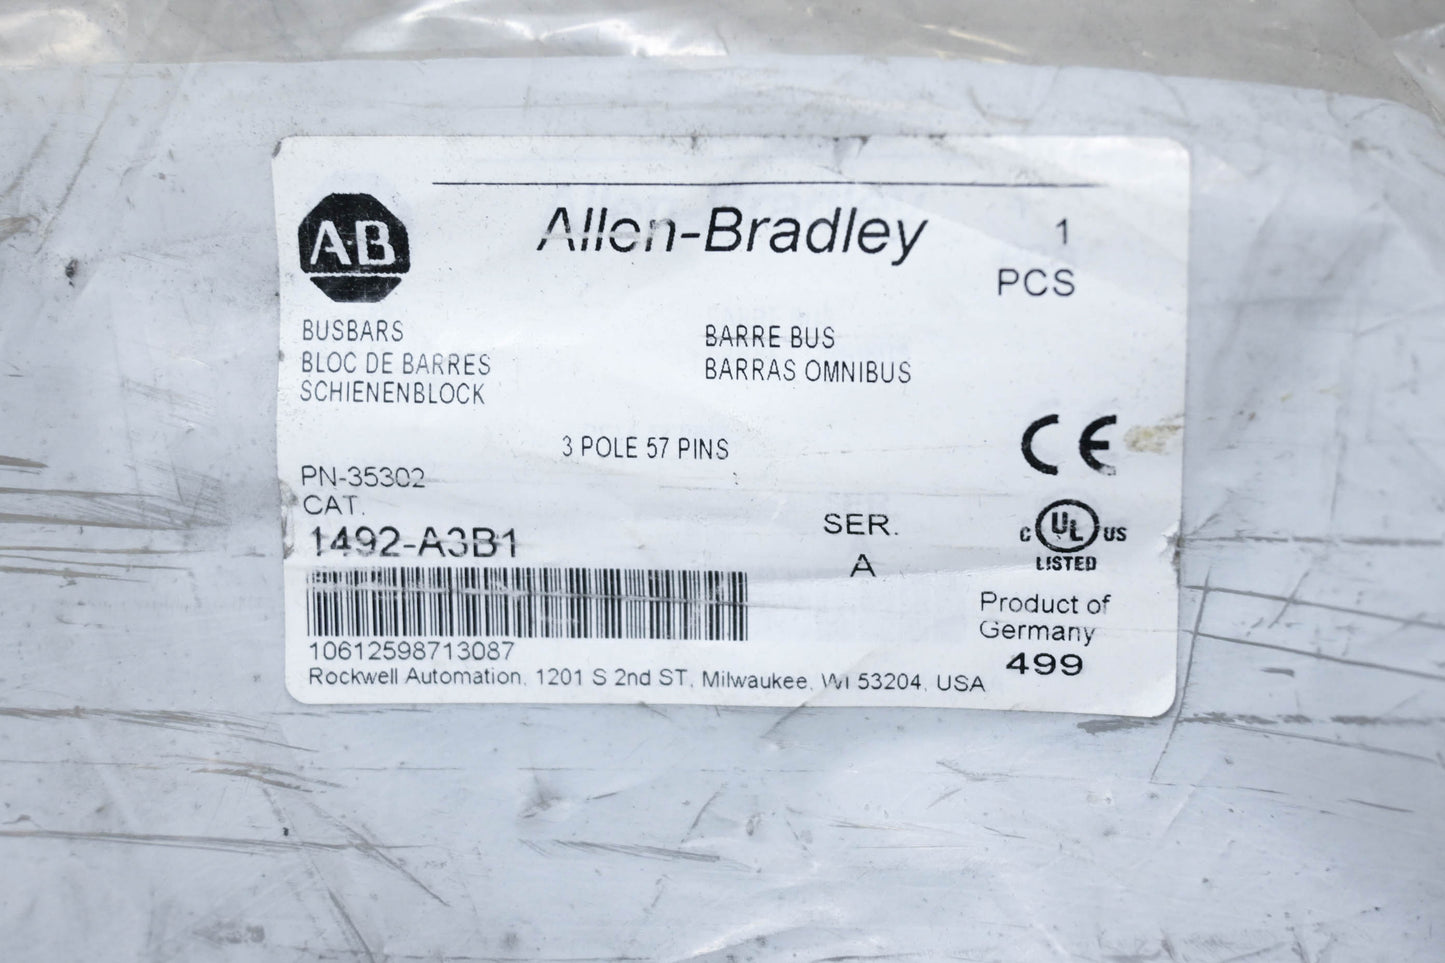 AB
Allen-Bradley
1
PCS
BUSBARS
BLOC DE BARRES
SCHIENENBLOCK
BARRE BUS
BARRAS OMNIBUS
3 POLE 57 PINS
CE
PN-35302
CAT.
1492-A3B1
SER.
A
C UL US
LISTED
Product of
Germany
499
10612598713087
Rockwell Automation, 1201 S 2nd ST, Milwaukee, WI 53204, USA